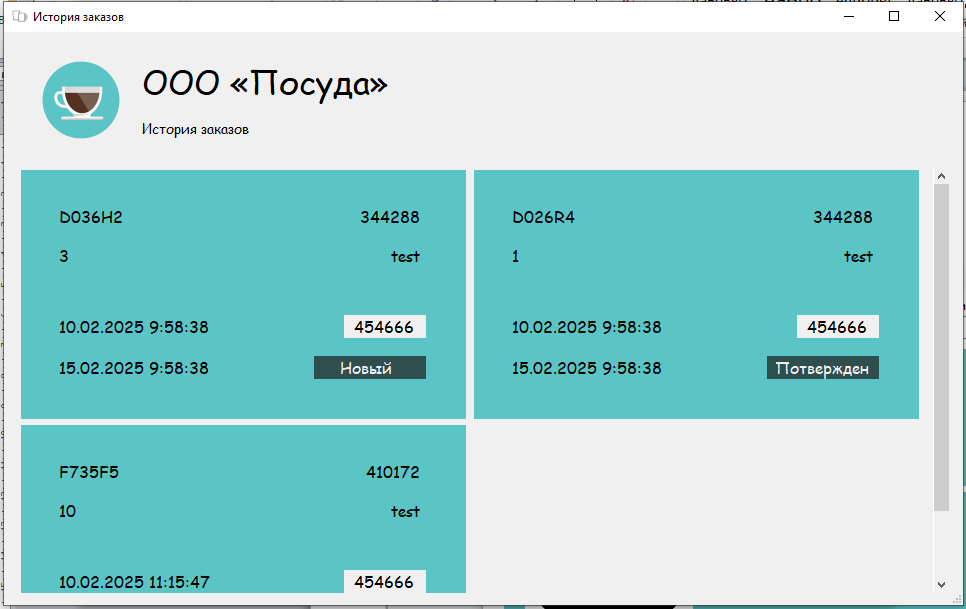 История заказов
ООО «Посуда»
История заказов
D036H2 344288
3 test
10.02.2025 9:58:38 454666
15.02.2025 9:58:38 Новый
D026R4 344288
1 test
10.02.2025 9:58:38 454666
15.02.2025 9:58:38 Потвержден
F735F5 410172
10 test
10.02.2025 11:15:47 454666